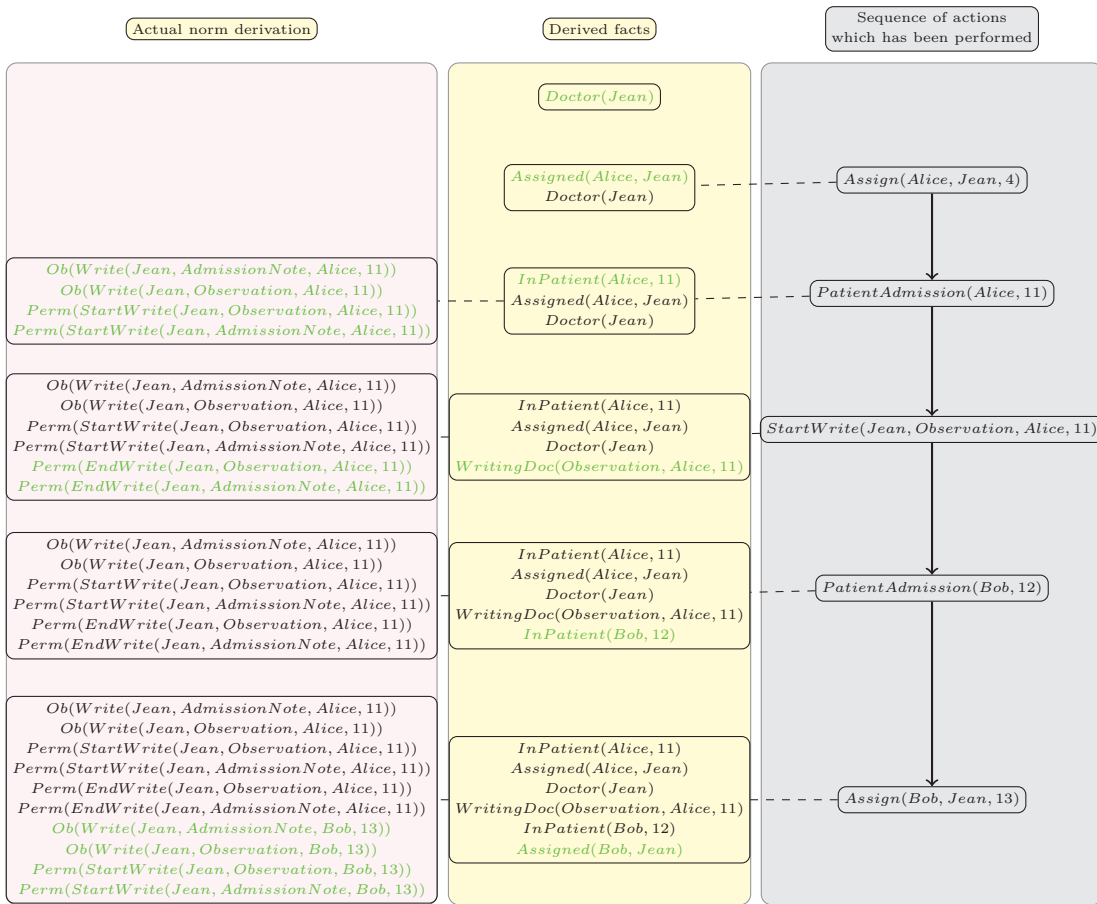 Actual norm derivation
Derived facts
Sequence of actions
which has been performed
Doctor(Jean)
Assigned(Alice, Jean)
Doctor(Jean)
Assign(Alice, Jean, 4)
Ob(Write(Jean, AdmissionNote, Alice, 11))
Ob(Write(Jean, Observation, Alice, 11))
Perm(StartWrite(Jean, Observation, Alice, 11))
Perm(StartWrite(Jean, AdmissionNote, Alice, 11))
InPatient(Alice, 11)
Assigned(Alice, Jean)
Doctor(Jean)
PatientAdmission(Alice, 11)
Ob(Write(Jean, AdmissionNote, Alice, 11))
Ob(Write(Jean, Observation, Alice, 11))
Perm(StartWrite(Jean, Observation, Alice, 11))
Perm(StartWrite(Jean, AdmissionNote, Alice, 11))
Perm(EndWrite(Jean, Observation, Alice, 11))
Perm(EndWrite(Jean, AdmissionNote, Alice, 11))
InPatient(Alice, 11)
Assigned(Alice, Jean)
Doctor(Jean)
WritingDoc(Observation, Alice, 11)
StartWrite(Jean, Observation, Alice, 11)
Ob(Write(Jean, AdmissionNote, Alice, 11))
Ob(Write(Jean, Observation, Alice, 11))
Perm(StartWrite(Jean, Observation, Alice, 11))
Perm(StartWrite(Jean, AdmissionNote, Alice, 11))
Perm(EndWrite(Jean, Observation, Alice, 11))
Perm(EndWrite(Jean, AdmissionNote, Alice, 11))
InPatient(Alice, 11)
Assigned(Alice, Jean)
Doctor(Jean)
WritingDoc(Observation, Alice, 11)
InPatient(Bob, 12)
PatientAdmission(Bob, 12)
Ob(Write(Jean, AdmissionNote, Alice, 11))
Ob(Write(Jean, Observation, Alice, 11))
Perm(StartWrite(Jean, Observation, Alice, 11))
Perm(StartWrite(Jean, AdmissionNote, Alice, 11))
Perm(EndWrite(Jean, Observation, Alice, 11))
Perm(EndWrite(Jean, AdmissionNote, Alice, 11))
Ob(Write(Jean, AdmissionNote, Bob, 13))
Ob(Write(Jean, Observation, Bob, 13))
Perm(StartWrite(Jean, Observation, Bob, 13))
Perm(StartWrite(Jean, AdmissionNote, Bob, 13))
InPatient(Alice, 11)
Assigned(Alice, Jean)
Doctor(Jean)
WritingDoc(Observation, Alice, 11)
InPatient(Bob, 12)
Assigned(Bob, Jean)
Assign(Bob, Jean, 13)